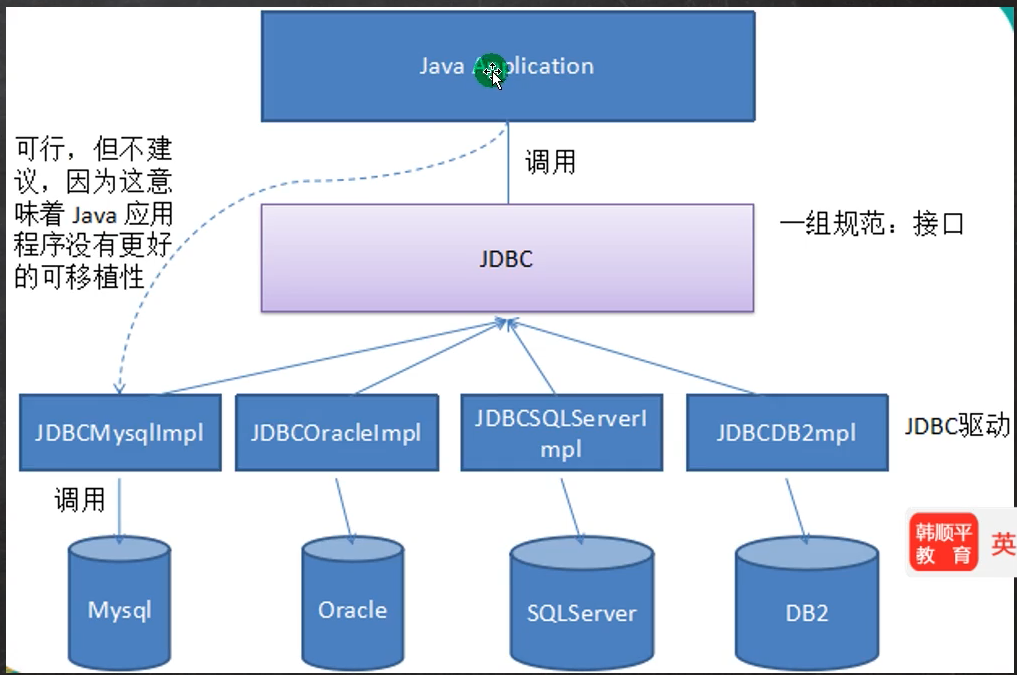 Java Application
可行，但不建
议，因为这意
味着 Java 应用
程序没有更好
的可移植性
调用
一组规范：接口
JDBC
JDBCMysqlImpl
JDBCOracleImpl
JDBCSQLServerI
mpl
JDBCDB2mpl
JDBC驱动
调用
韩顺平
教 育
英
Mysql
Oracle
SQLServer
DB2